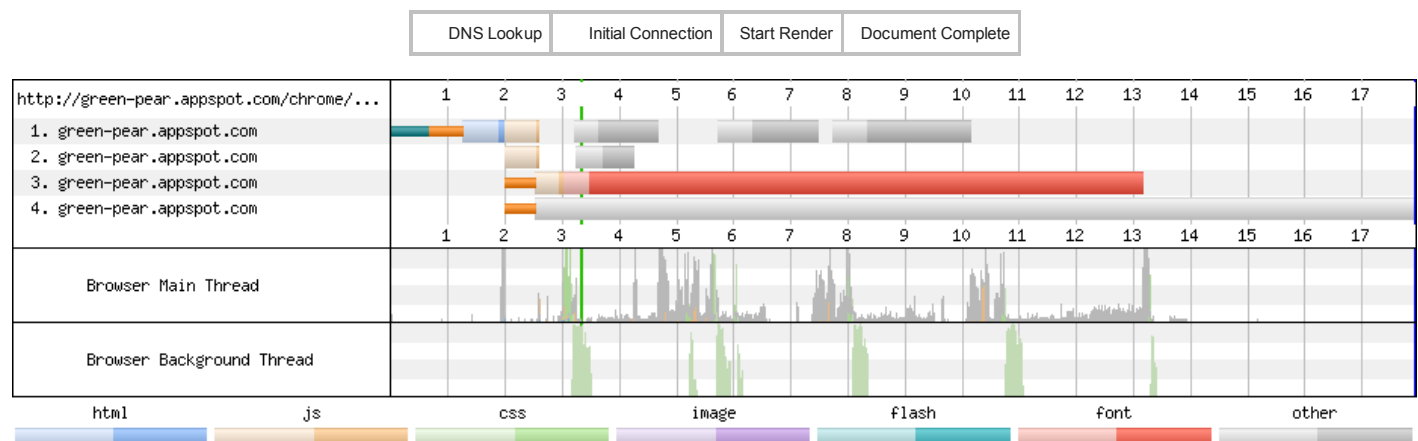 DNS Lookup Initial Connection Start Render Document Complete
http://green-pear.appspot.com/chrome/... 1 2 3 4 5 6 7 8 9 10 11 12 13 14 15 16 17
1. green-pear.appspot.com
2. green-pear.appspot.com
3. green-pear.appspot.com
4. green-pear.appspot.com
1 2 3 4 5 6 7 8 9 10 11 12 13 14 15 16 17
Browser Main Thread
Browser Background Thread
html js css image flash font other